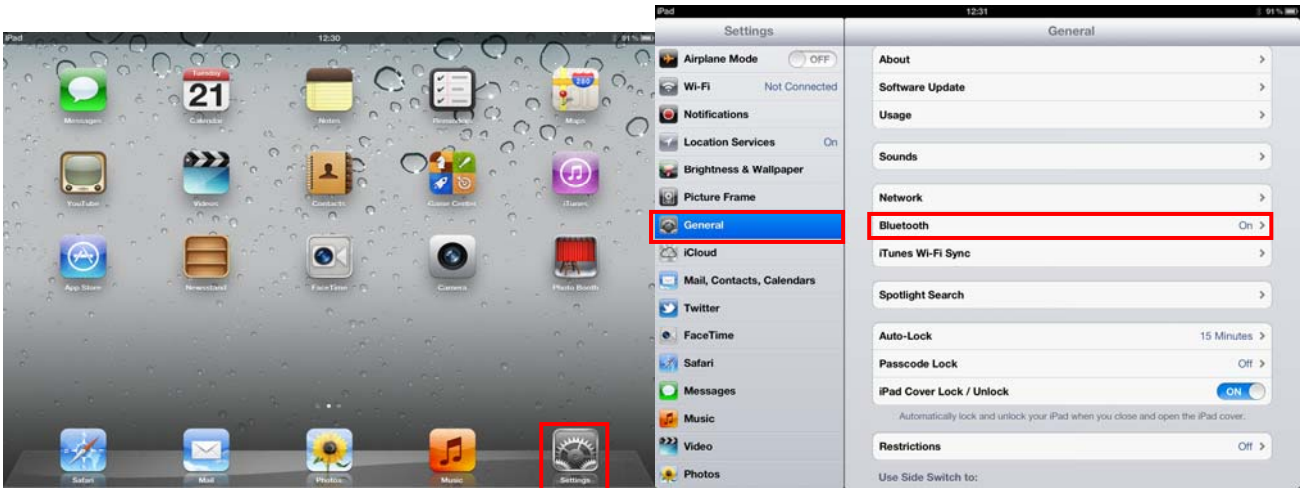 iPad 12:30 91%
Tuesday
21
280
Messages Calendar Notes Reminders Maps
YouTube Videos Contacts Game Center iTunes
App Store Newsstand FaceTime Camera Photo Booth
Safari Mail Photos Music Settings
iPad 12:31 91%
Settings
Airplane Mode OFF
Wi-Fi Not Connected
Notifications
Location Services On
Brightness & Wallpaper
Picture Frame
General
iCloud
Mail, Contacts, Calendars
Twitter
FaceTime
Safari
Messages
Music
Video
Photos
General
About
Software Update
Usage
Sounds
Network
Bluetooth On
iTunes Wi-Fi Sync
Spotlight Search
Auto-Lock 15 Minutes
Passcode Lock Off
iPad Cover Lock / Unlock ON
Automatically lock and unlock your iPad when you close and open the iPad cover.
Restrictions Off
Use Side Switch to: